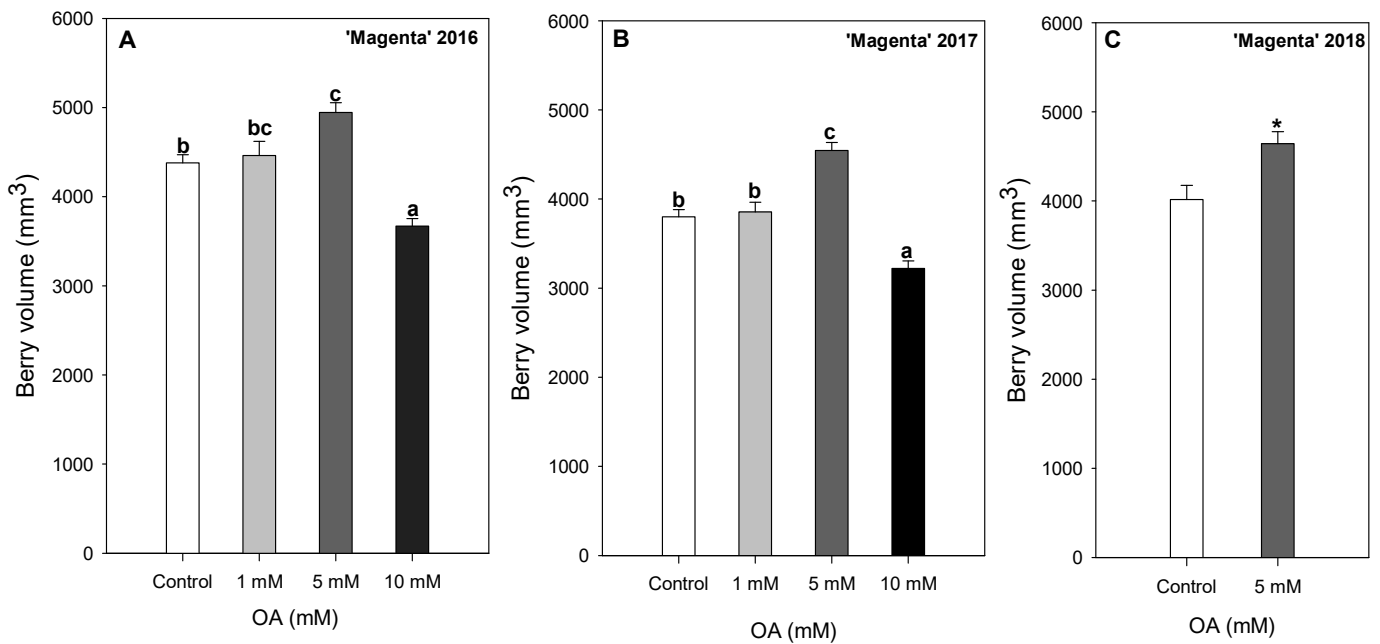 A
'Magenta' 2016
6000
5000
4000
3000
2000
1000
0
Berry volume (mm³)
b
bc
c
a
Control
1 mM
5 mM
10 mM
OA (mM)
B
'Magenta' 2017
6000
5000
4000
3000
2000
1000
0
Berry volume (mm³)
b
b
c
a
Control
1 mM
5 mM
10 mM
OA (mM)
C
'Magenta' 2018
6000
5000
4000
3000
2000
1000
0
Berry volume (mm³)
*
Control
5 mM
OA (mM)